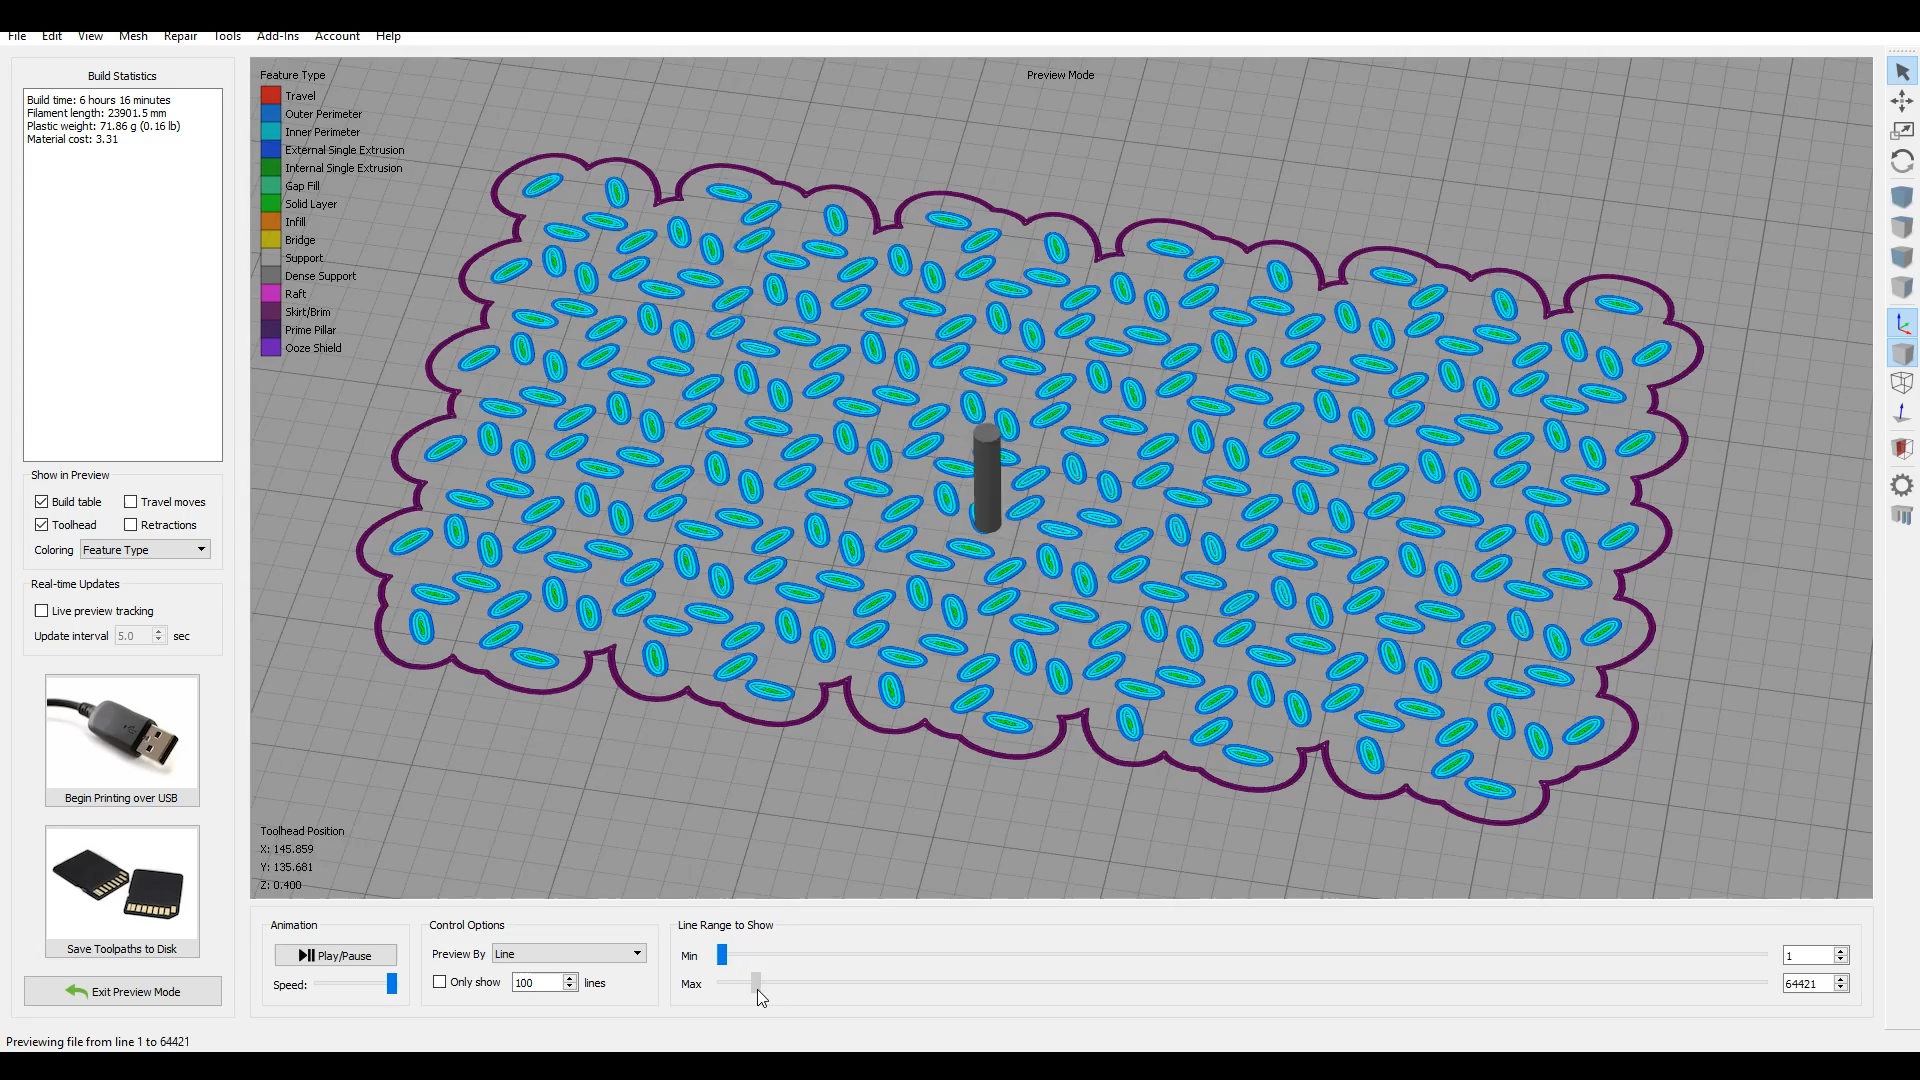 File Edit View Mesh Repair Tools Add-Ins Account Help
Build Statistics
Build time: 6 hours 16 minutes
Filament length: 23901.5 mm
Plastic weight: 71.86 g (0.16 lb)
Material cost: 3.31
Show in Preview
Build table
Travel moves
Toolhead
Retractions
Coloring
Feature Type
Real-time Updates
Live preview tracking
Update interval 5.0 sec
Begin Printing over USB
Save Toolpaths to Disk
Exit Preview Mode
Feature Type
Travel
Outer Perimeter
Inner Perimeter
External Single Extrusion
Internal Single Extrusion
Gap Fill
Solid Layer
Infill
Bridge
Support
Dense Support
Raft
Skirt/Brim
Prime Pillar
Ooze Shield
Preview Mode
Toolhead Position
X: 145.859
Y: 135.681
Z: 0.400
Animation
Play/Pause
Speed:
Control Options
Preview By Line
Only show 100 lines
Line Range to Show
Min 1
Max 64421
Previewing file from line 1 to 64421